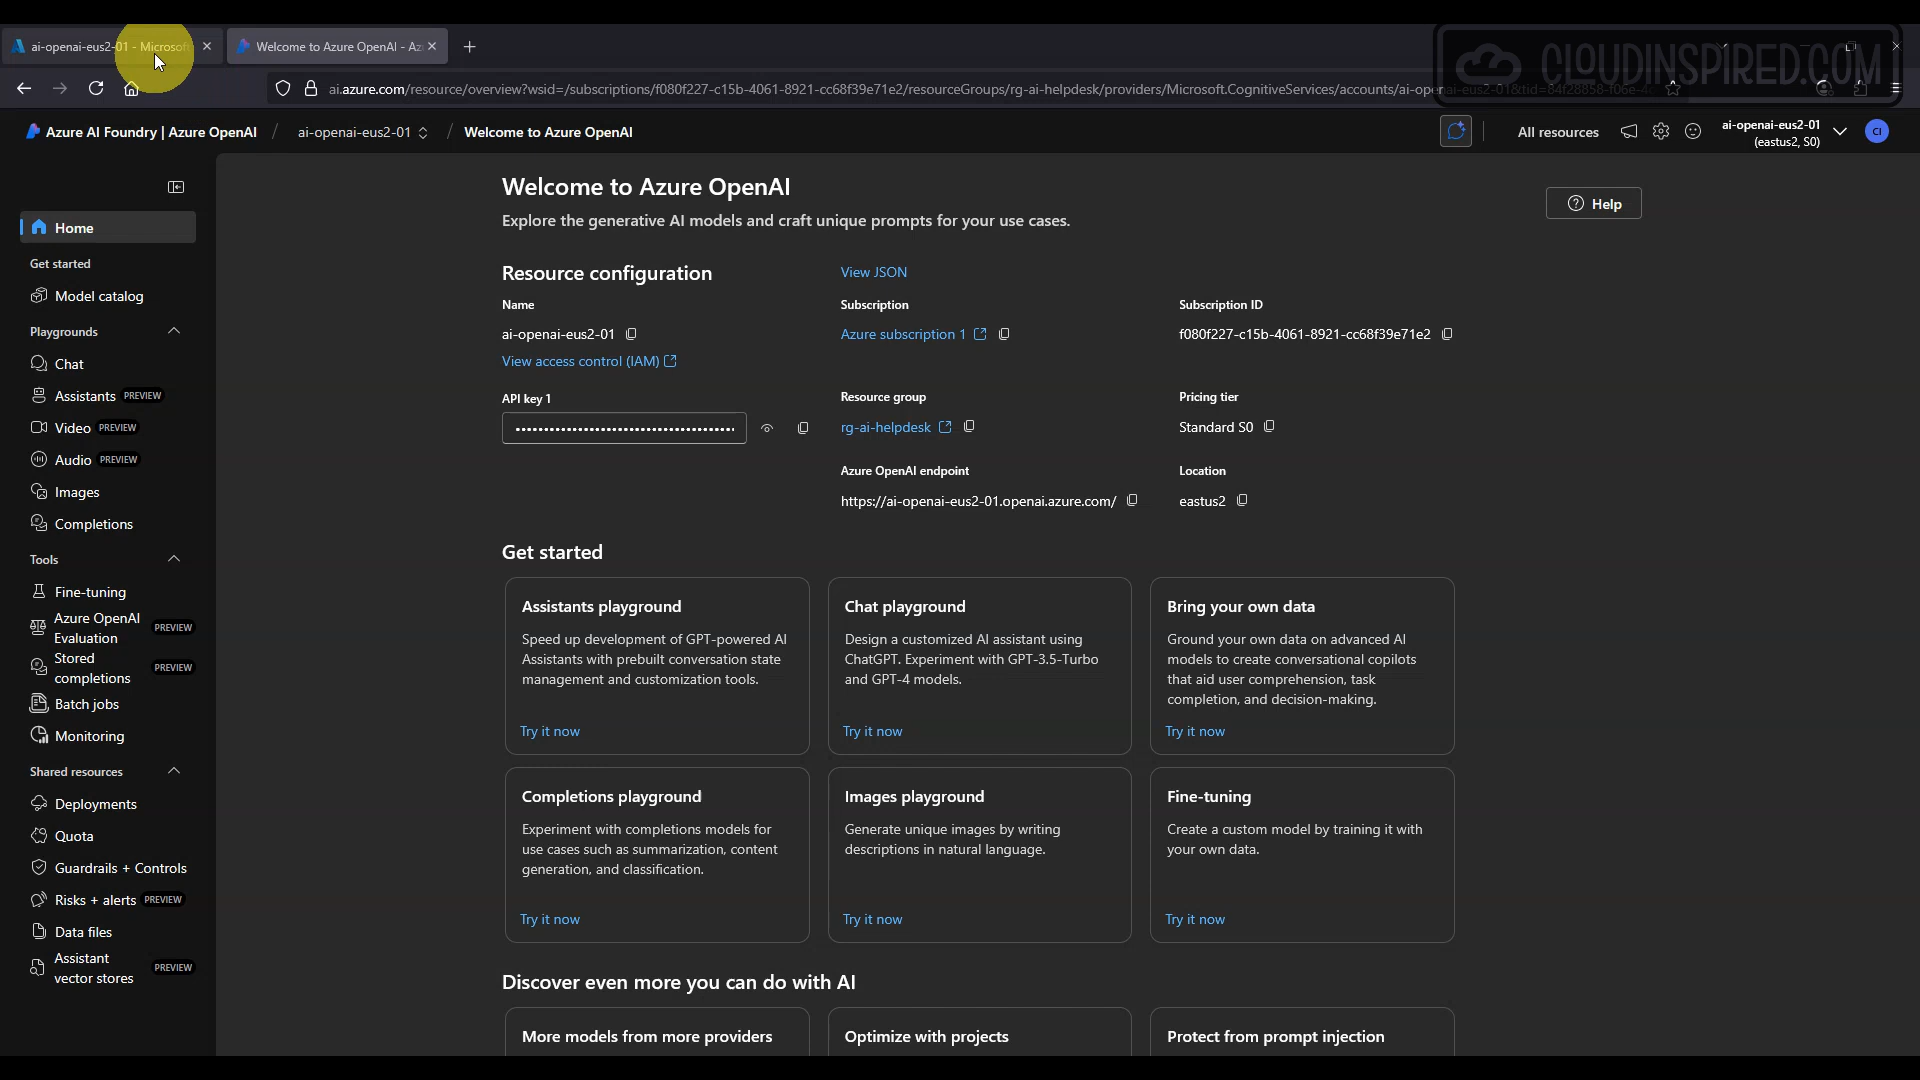 ai-openai-eus2-01 - Microsoft
Welcome to Azure OpenAI - Az
CLOUDINSPIRED.COM
ai.azure.com/resource/overview?wsid=/subscriptions/f080f227-c15b-4061-8921-cc68f39e71e2/resourceGroups/rg-ai-helpdesk/providers/Microsoft.CognitiveServices/accounts/ai-openai-eus2-01&tid=84f28858-f06e-4
Azure AI Foundry | Azure OpenAI / ai-openai-eus2-01 / Welcome to Azure OpenAI
All resources
ai-openai-eus2-01
(eastus2, S0)
CI
Home
Get started
Model catalog
Playgrounds
Chat
Assistants PREVIEW
Video PREVIEW
Audio PREVIEW
Images
Completions
Tools
Fine-tuning
Azure OpenAI
Evaluation PREVIEW
Stored
completions PREVIEW
Batch jobs
Monitoring
Shared resources
Deployments
Quota
Guardrails + Controls
Risks + alerts PREVIEW
Data files
Assistant
vector stores PREVIEW
Welcome to Azure OpenAI
Explore the generative AI models and craft unique prompts for your use cases.
Help
Resource configuration
View JSON
Name
ai-openai-eus2-01
View access control (IAM)
Subscription
Azure subscription 1
Subscription ID
f080f227-c15b-4061-8921-cc68f39e71e2
API key 1
Resource group
rg-ai-helpdesk
Pricing tier
Standard S0
Azure OpenAI endpoint
https://ai-openai-eus2-01.openai.azure.com/
Location
eastus2
Get started
Assistants playground
Speed up development of GPT-powered AI
Assistants with prebuilt conversation state
management and customization tools.
Try it now
Chat playground
Design a customized AI assistant using
ChatGPT. Experiment with GPT-3.5-Turbo
and GPT-4 models.
Try it now
Bring your own data
Ground your own data on advanced AI
models to create conversational copilots
that aid user comprehension, task
completion, and decision-making.
Try it now
Completions playground
Experiment with completions models for
use cases such as summarization, content
generation, and classification.
Try it now
Images playground
Generate unique images by writing
descriptions in natural language.
Try it now
Fine-tuning
Create a custom model by training it with
your own data.
Try it now
Discover even more you can do with AI
More models from more providers
Optimize with projects
Protect from prompt injection